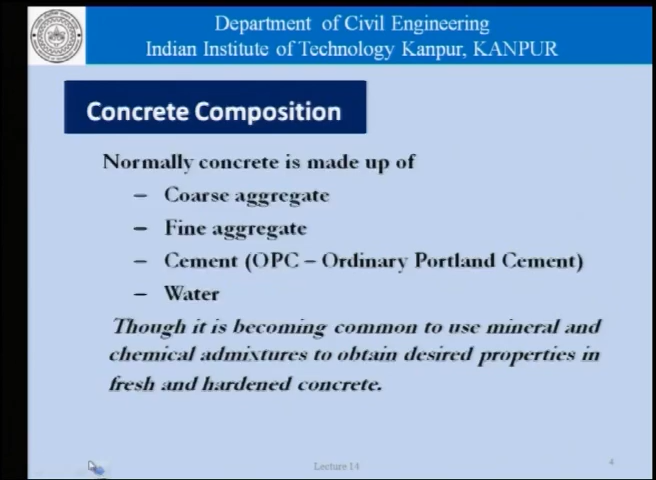 Department of Civil Engineering
Indian Institute of Technology Kanpur, KANPUR
Concrete Composition
Normally concrete is made up of
– Coarse aggregate
– Fine aggregate
– Cement (OPC – Ordinary Portland Cement)
– Water
Though it is becoming common to use mineral and
chemical admixtures to obtain desired properties in
fresh and hardened concrete.
Lecture 14
4